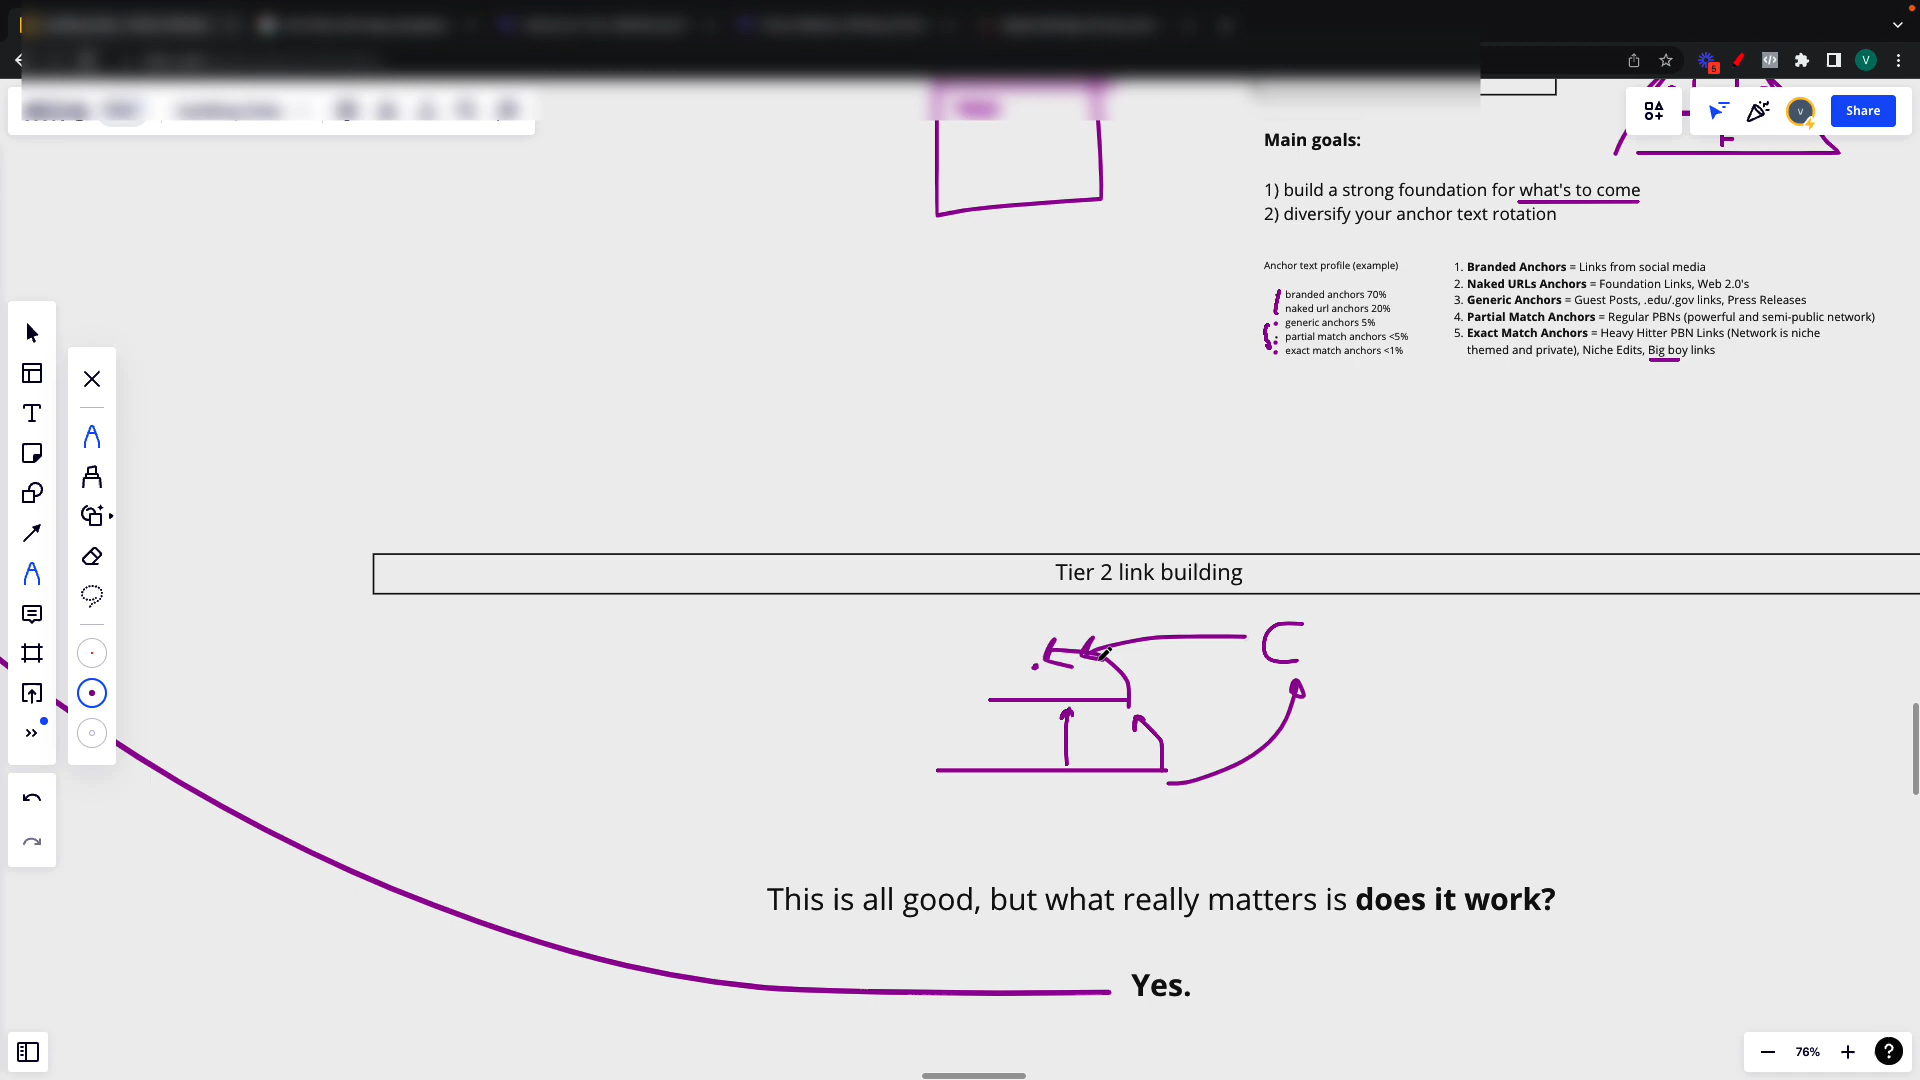 5
V
V
Share
Main goals:
1) build a strong foundation for what's to come
2) diversify your anchor text rotation
Anchor text profile (example)
branded anchors 70%
naked url anchors 20%
generic anchors 5%
partial match anchors <5%
exact match anchors <1%
1. Branded Anchors = Links from social media
2. Naked URLs Anchors = Foundation Links, Web 2.0's
3. Generic Anchors = Guest Posts, .edu/.gov links, Press Releases
4. Partial Match Anchors = Regular PBNs (powerful and semi-public network)
5. Exact Match Anchors = Heavy Hitter PBN Links (Network is niche
themed and private), Niche Edits, Big boy links
Tier 2 link building
C
This is all good, but what really matters is does it work?
Yes.
76%